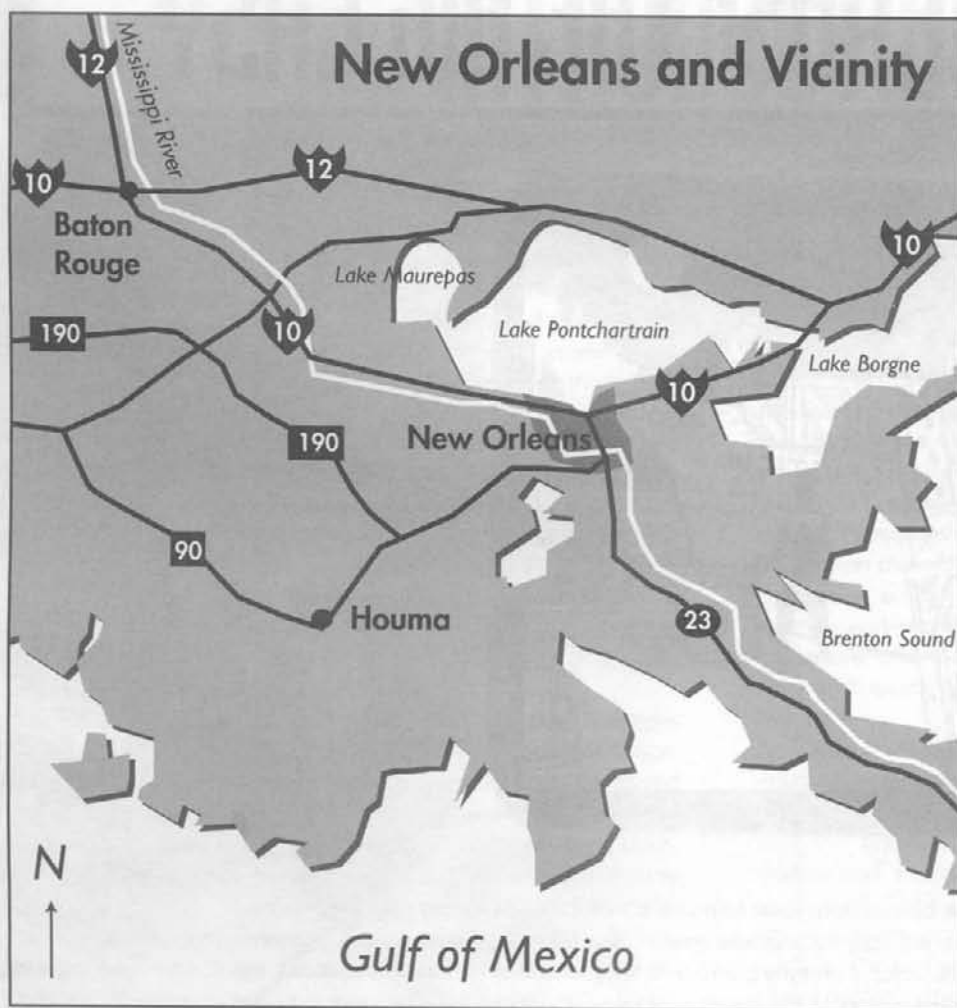 New Orleans and Vicinity
12
Mississippi River
10
12
Baton
Rouge
10
Lake Maurepas
190
10
Lake Pontchartrain
Lake Borgne
10
New Orleans
190
90
Houma
23
Brenton Sound
N
Gulf of Mexico